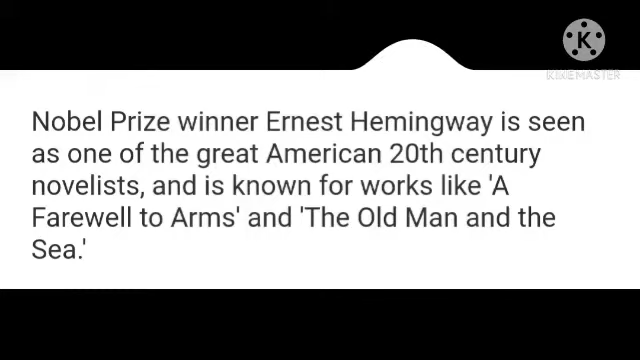 KINEMASTER
Nobel Prize winner Ernest Hemingway is seen
as one of the great American 20th century
novelists, and is known for works like 'A
Farewell to Arms' and 'The Old Man and the
Sea.'